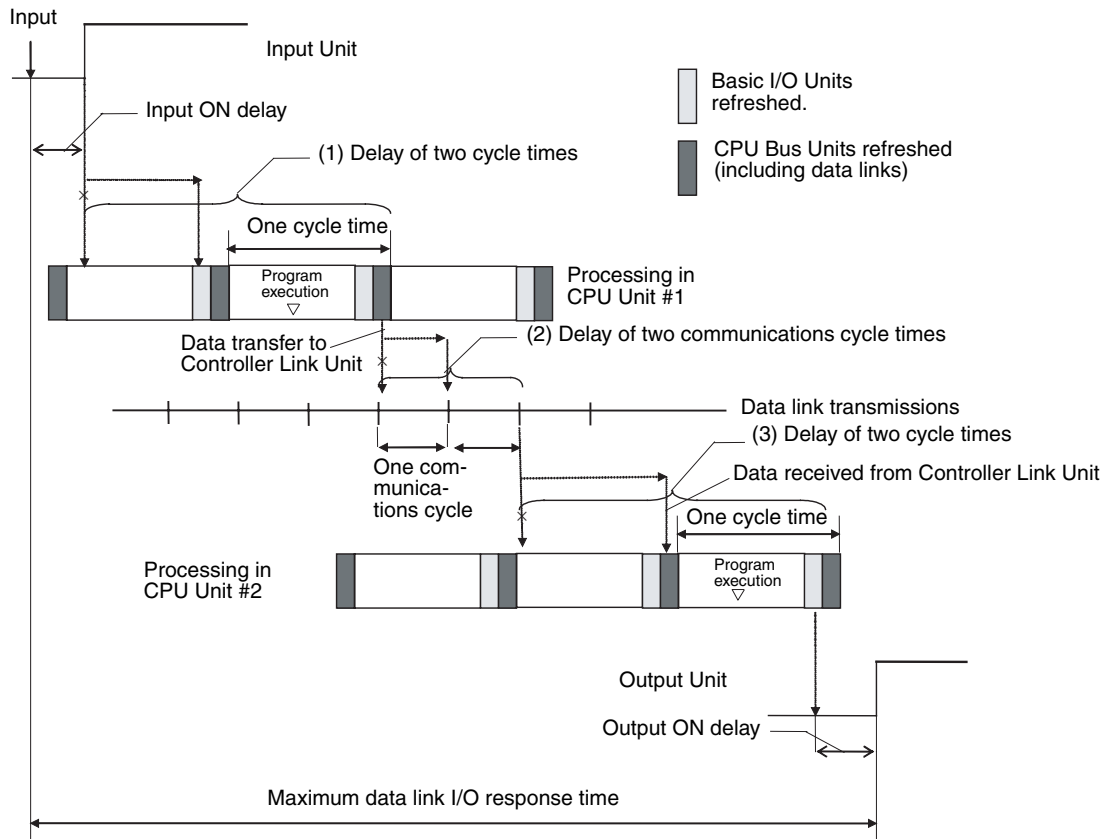 Input
Input Unit
Basic I/O Units
refreshed.
Input ON delay
CPU Bus Units refreshed
(including data links)
(1) Delay of two cycle times
One cycle time
Program
execution
Processing in
CPU Unit #1
Data transfer to
Controller Link Unit
(2) Delay of two communications cycle times
Data link transmissions
(3) Delay of two cycle times
One com-
munica-
tions cycle
Data received from Controller Link Unit
One cycle time
Processing in
CPU Unit #2
Program
execution
Output Unit
Output ON delay
Maximum data link I/O response time